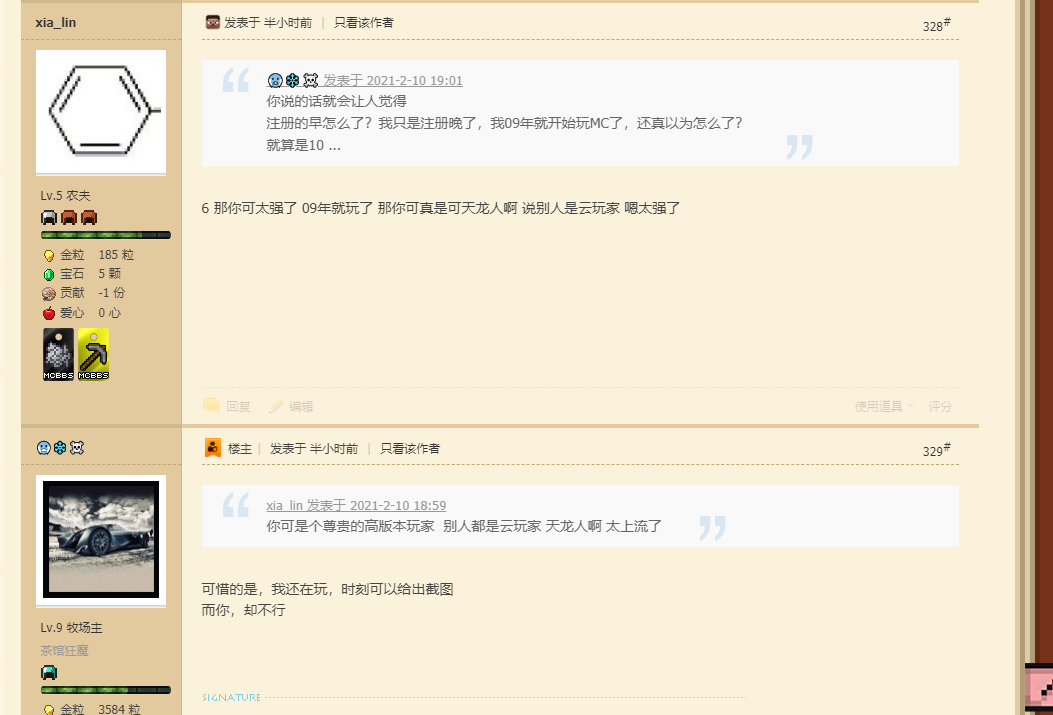 xia_lin
发表于 半小时前 | 只看该作者
328#
发表于 2021-2-10 19:01
你说的话就会让人觉得
注册的早怎么了？我只是注册晚了，我09年就开始玩MC了，还真以为怎么了？
就算是10 ...
6 那你可太强了 09年就玩了 那你可真是可天龙人啊 说别人是云玩家 嗯太强了
Lv.5 农夫
金粒 185 粒
宝石 5 颗
贡献 -1 份
爱心 0 心
MCBBS MCBBS
回复 编辑
使用道具 评分
楼主 | 发表于 半小时前 | 只看该作者
329#
xia_lin 发表于 2021-2-10 18:59
你可是个尊贵的高版本玩家 别人都是云玩家 天龙人啊 太上流了
可惜的是，我还在玩，时刻可以给出截图
而你，却不行
Lv.9 牧场主
茶馆狂魔
金粒 3584 粒
SIGNATURE